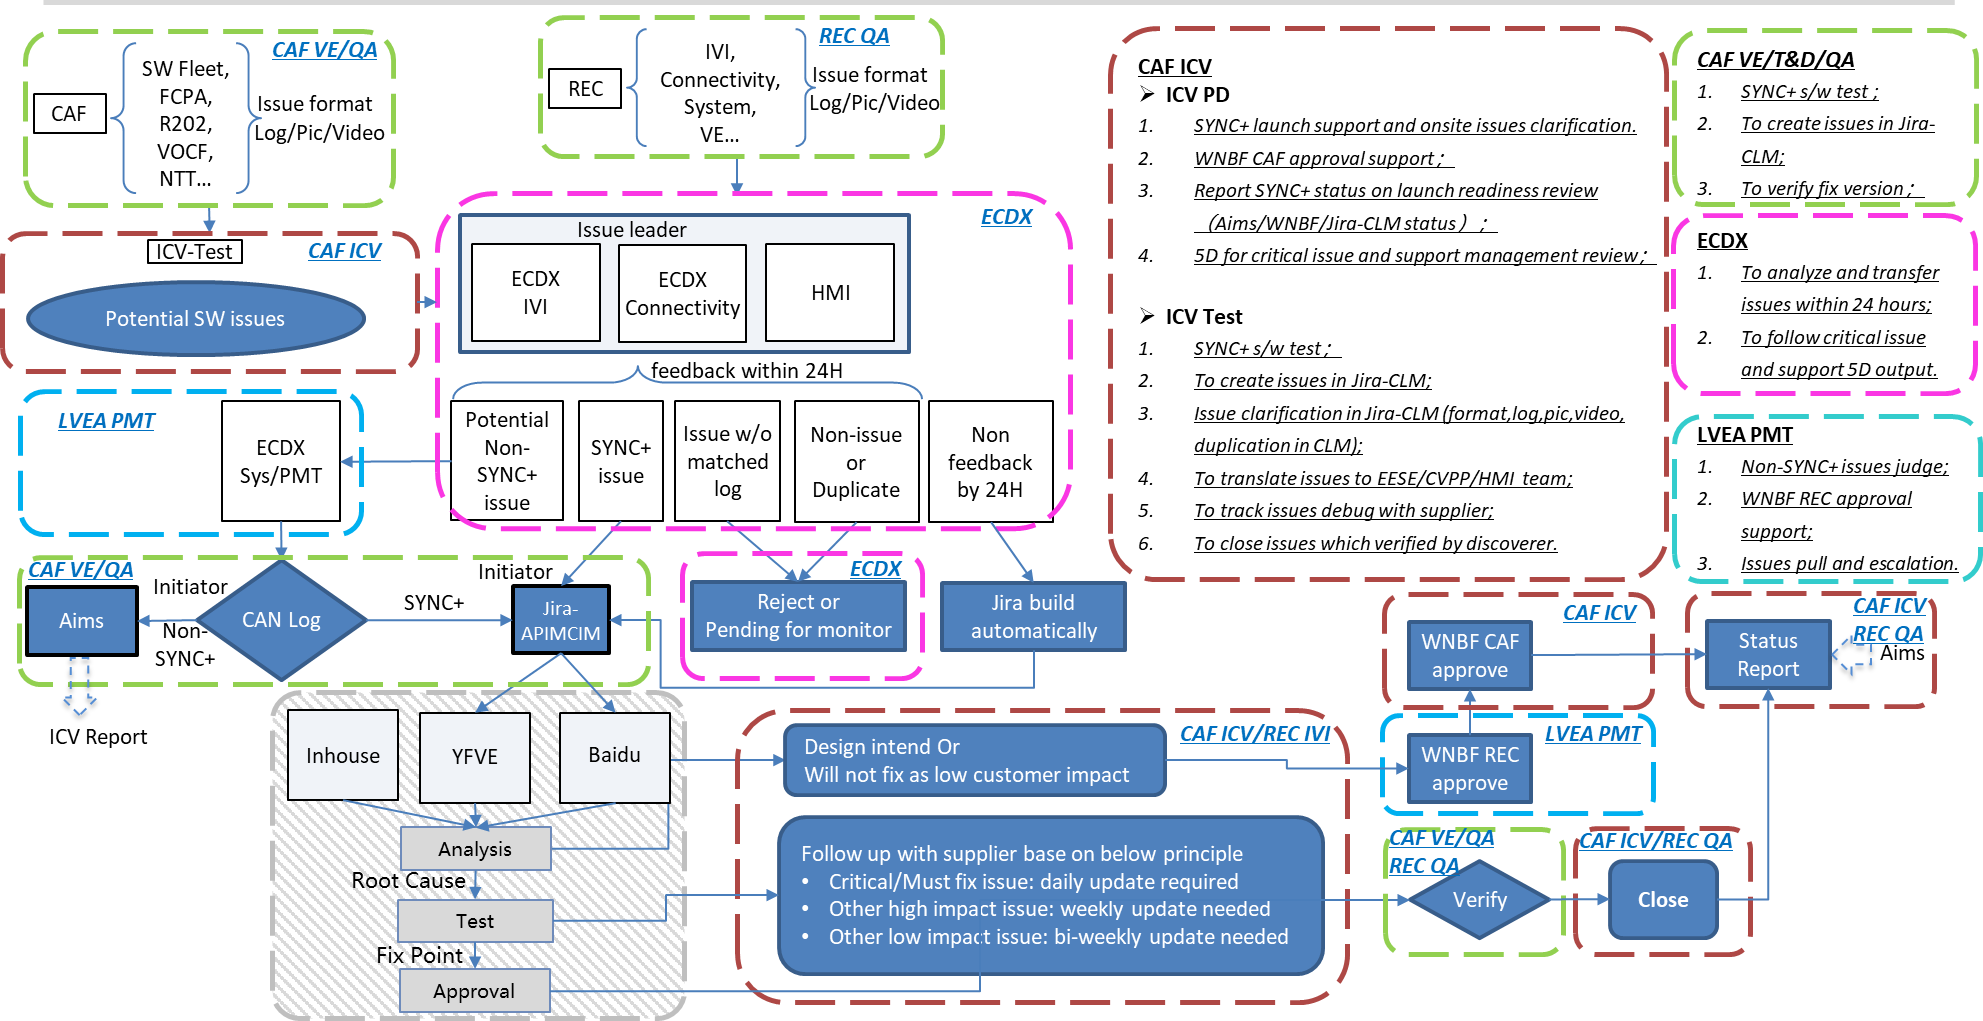 CAF VE/QA
CAF
SW Fleet,
FCPA,
R202,
VOCF,
NTT...
Issue format
Log/Pic/Video
REC QA
REC
IVI,
Connectivity,
System,
VE...
Issue format
Log/Pic/Video
ICV-Test
CAF ICV
Potential SW issues
ECDX
Issue leader
ECDX
IVI
ECDX
Connectivity
HMI
feedback within 24H
Potential
Non-
SYNC+
issue
SYNC+
issue
Issue w/o
matched
log
Non-issue
or
Duplicate
Non
feedback
by 24H
LVEA PMT
ECDX
Sys/PMT
CAF VE/QA
Initiator
Aims
Non-
SYNC+
CAN Log
SYNC+
Initiator
Jira-
APIMCIM
ECDX
Reject or
Pending for monitor
Jira build
automatically
ICV Report
Inhouse
YFVE
Baidu
Analysis
Root Cause
Test
Fix Point
Approval
CAF ICV/REC IVI
Design intend Or
Will not fix as low customer impact
Follow up with supplier base on below principle
• Critical/Must fix issue: daily update required
• Other high impact issue: weekly update needed
• Other low impact issue: bi-weekly update needed
CAF ICV
WNBF CAF
approve
LVEA PMT
WNBF REC
approve
CAF ICV
REC QA
Status
Report
Aims
CAF VE/QA
REC QA
Verify
CAF ICV/REC QA
Close
CAF ICV
➢ ICV PD
1. SYNC+ launch support and onsite issues clarification.
2. WNBF CAF approval support；
3. Report SYNC+ status on launch readiness review
（Aims/WNBF/Jira-CLM status）；
4. 5D for critical issue and support management review；
➢ ICV Test
1. SYNC+ s/w test；
2. To create issues in Jira-CLM;
3. Issue clarification in Jira-CLM (format,log,pic,video,
duplication in CLM);
4. To translate issues to EESE/CVPP/HMI team;
5. To track issues debug with supplier;
6. To close issues which verified by discoverer.
CAF VE/T&D/QA
1. SYNC+ s/w test ;
2. To create issues in Jira-
CLM;
3. To verify fix version；
ECDX
1. To analyze and transfer
issues within 24 hours;
2. To follow critical issue
and support 5D output.
LVEA PMT
1. Non-SYNC+ issues judge;
2. WNBF REC approval
support;
3. Issues pull and escalation.